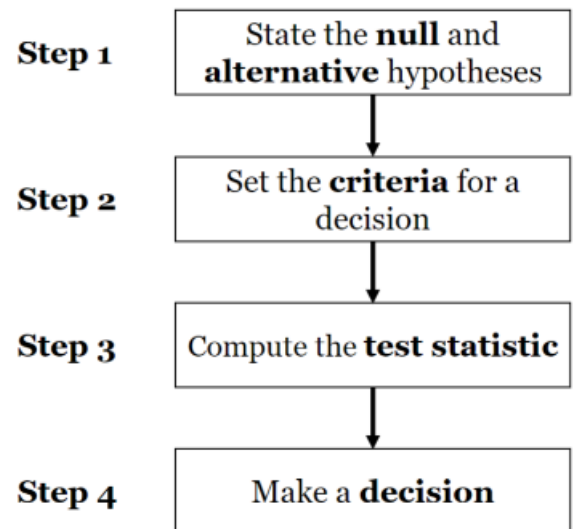 Step 1
State the null and
alternative hypotheses
Step 2
Set the criteria for a
decision
Step 3
Compute the test statistic
Step 4
Make a decision